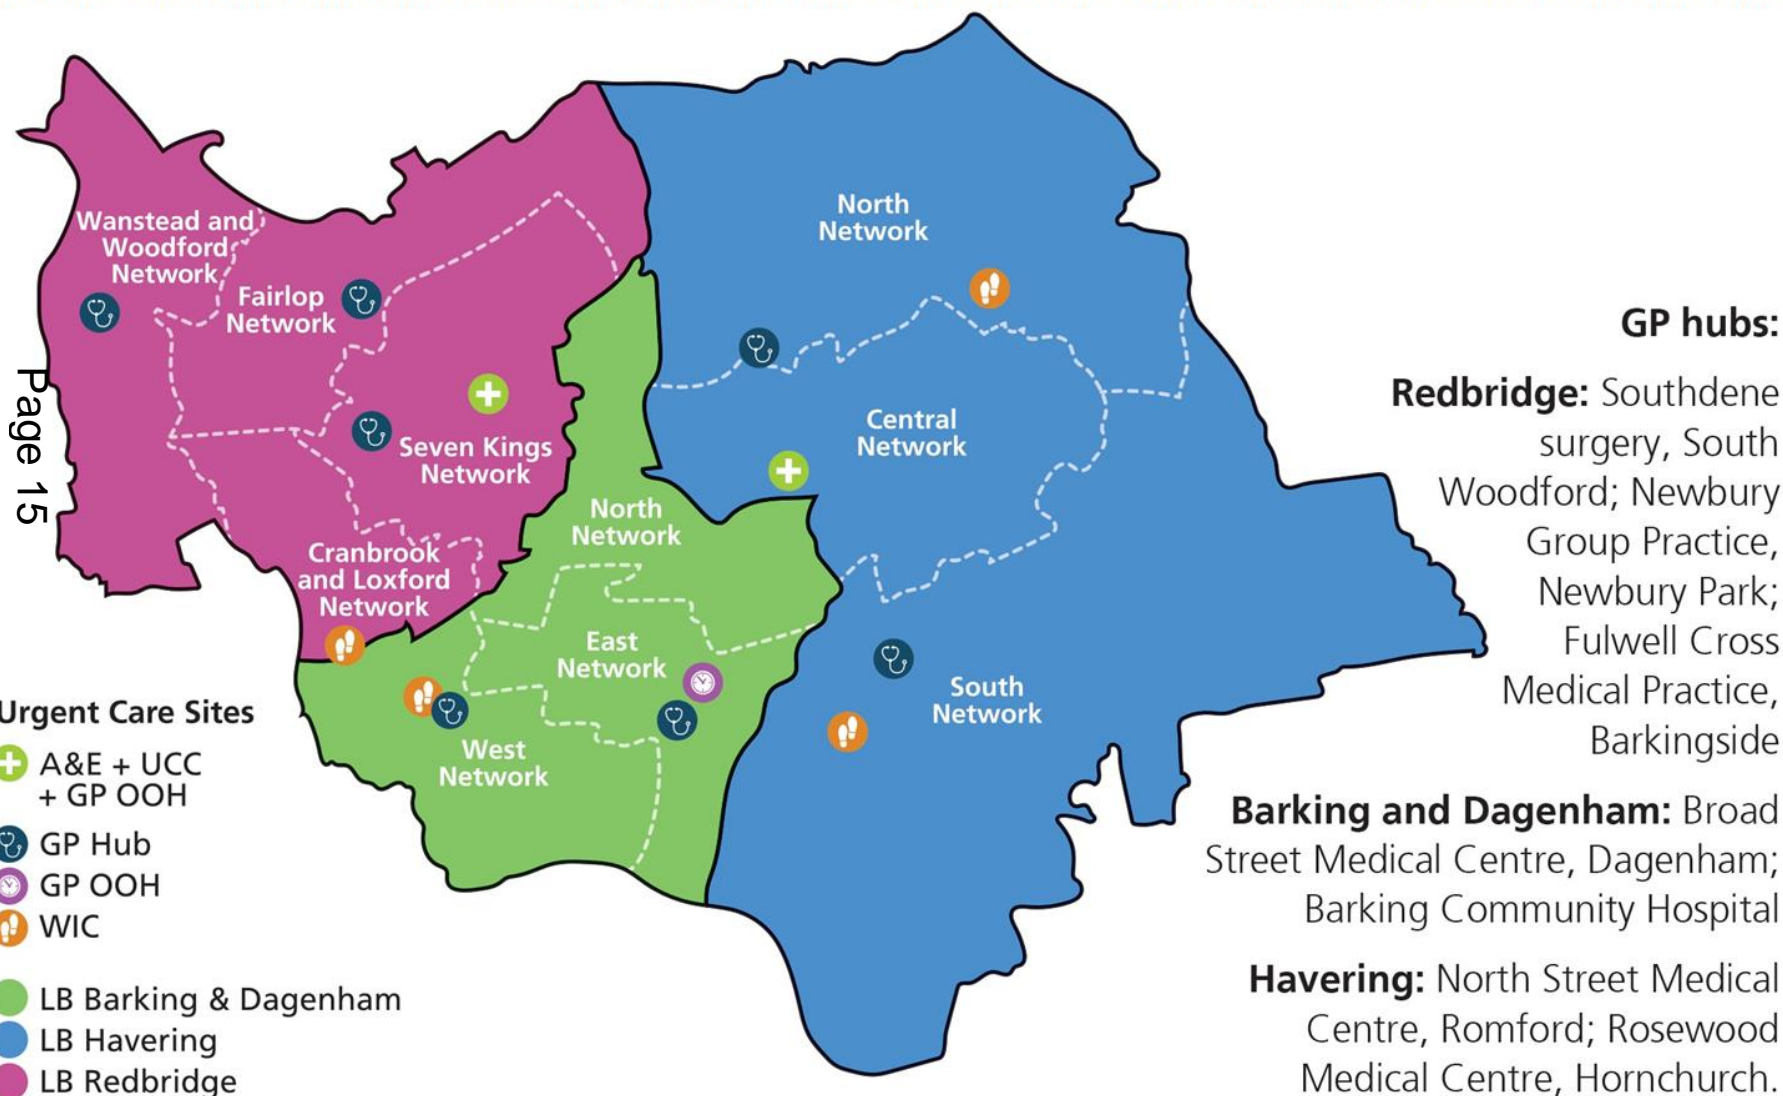 Wanstead and
Woodford
Network
Fairlop
Network
Seven Kings
Network
Cranbrook
and Loxford
Network
North
Network
Central
Network
South
Network
North
Network
East
Network
West
Network
Page 15
Urgent Care Sites
A&E + UCC
+ GP OOH
GP Hub
GP OOH
WIC
LB Barking & Dagenham
LB Havering
LB Redbridge
GP hubs:
Redbridge: Southdene
surgery, South
Woodford; Newbury
Group Practice,
Newbury Park;
Fulwell Cross
Medical Practice,
Barkingside
Barking and Dagenham: Broad
Street Medical Centre, Dagenham;
Barking Community Hospital
Havering: North Street Medical
Centre, Romford; Rosewood
Medical Centre, Hornchurch.